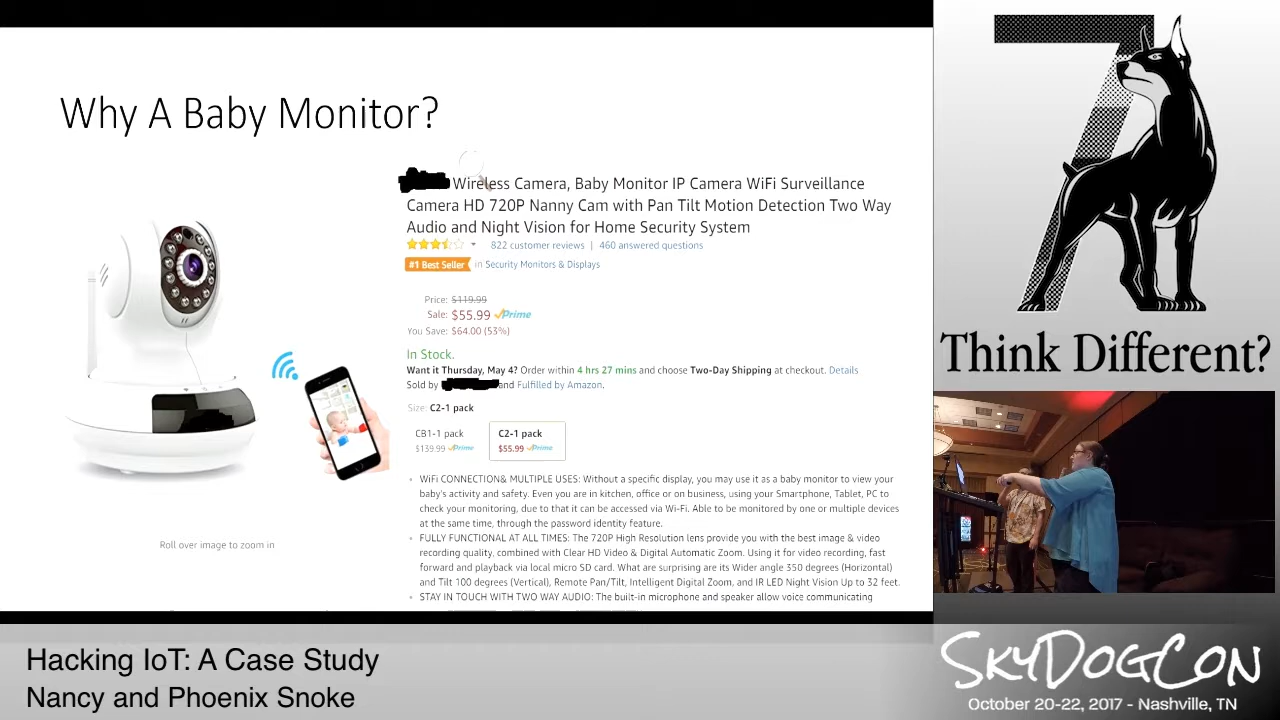 Why A Baby Monitor?
Wireless Camera, Baby Monitor IP Camera WiFi Surveillance
Camera HD 720P Nanny Cam with Pan Tilt Motion Detection Two Way
Audio and Night Vision for Home Security System
822 customer reviews | 460 answered questions
#1 Best Seller in Security Monitors & Displays
Price: $119.99
Sale: $55.99 Prime
You Save: $64.00 (53%)
In Stock.
Want it Thursday, May 4? Order within 4 hrs 27 mins and choose Two-Day Shipping at checkout. Details
Sold by and Fulfilled by Amazon.
Size: C2-1 pack
CB1-1 pack
$139.99 Prime
C2-1 pack
$55.99 Prime
• WiFi CONNECTION& MULTIPLE USES: Without a specific display, you may use it as a baby monitor to view your
baby's activity and safety. Even you are in kitchen, office or on business, using your Smartphone, Tablet, PC to
check your monitoring, due to that it can be accessed via Wi-Fi. Able to be monitored by one or multiple devices
at the same time, through the password identity feature.
• FULLY FUNCTIONAL AT ALL TIMES: The 720P High Resolution lens provide you with the best image & video
recording quality, combined with Clear HD Video & Digital Automatic Zoom. Using it for video recording, fast
forward and playback via local micro SD card. What are surprising are its Wider angle 350 degrees (Horizontal)
and Tilt 100 degrees (Vertical), Remote Pan/Tilt, Intelligent Digital Zoom, and IR LED Night Vision Up to 32 feet.
• STAY IN TOUCH WITH TWO WAY AUDIO: The built-in microphone and speaker allow voice communicating
Roll over image to zoom in
7
Think Different?
Hacking IoT: A Case Study
Nancy and Phoenix Snoke
SKYDOGCON
October 20-22, 2017 - Nashville, TN